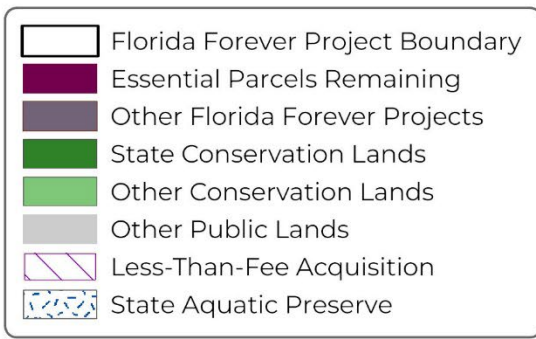 Florida Forever Project Boundary
Essential Parcels Remaining
Other Florida Forever Projects
State Conservation Lands
Other Conservation Lands
Other Public Lands
Less-Than-Fee Acquisition
State Aquatic Preserve